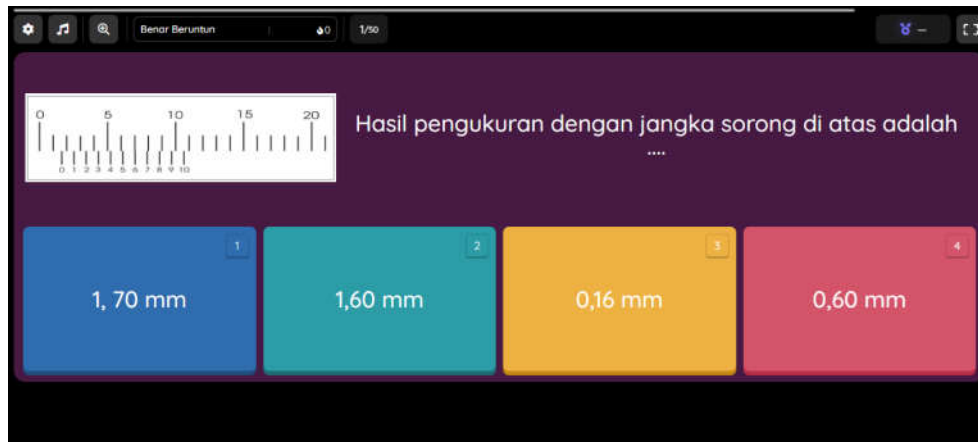 Benar Beruntun
0
1/50
0 5 10 15 20
0 1 2 3 4 5 6 7 8 9 10
Hasil pengukuran dengan jangka sorong di atas adalah
....
1
1, 70 mm
2
1,60 mm
3
0,16 mm
4
0,60 mm